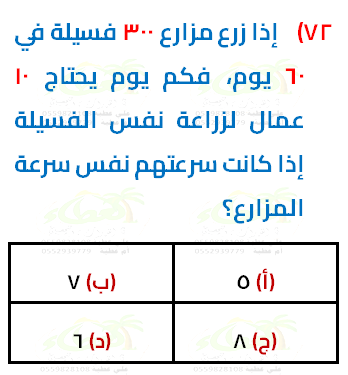 ٧٢) إذا زرع مزارع ٣٠٠ فسيلة في
٦٠ يوم، فكم يوم يحتاج ١٠
عمال لزراعة نفس الفسيلة
إذا كانت سرعتهم نفس سرعة
المزارع؟
(أ) ٥ (ب) ٧
(ج) ٨ (د) ٦